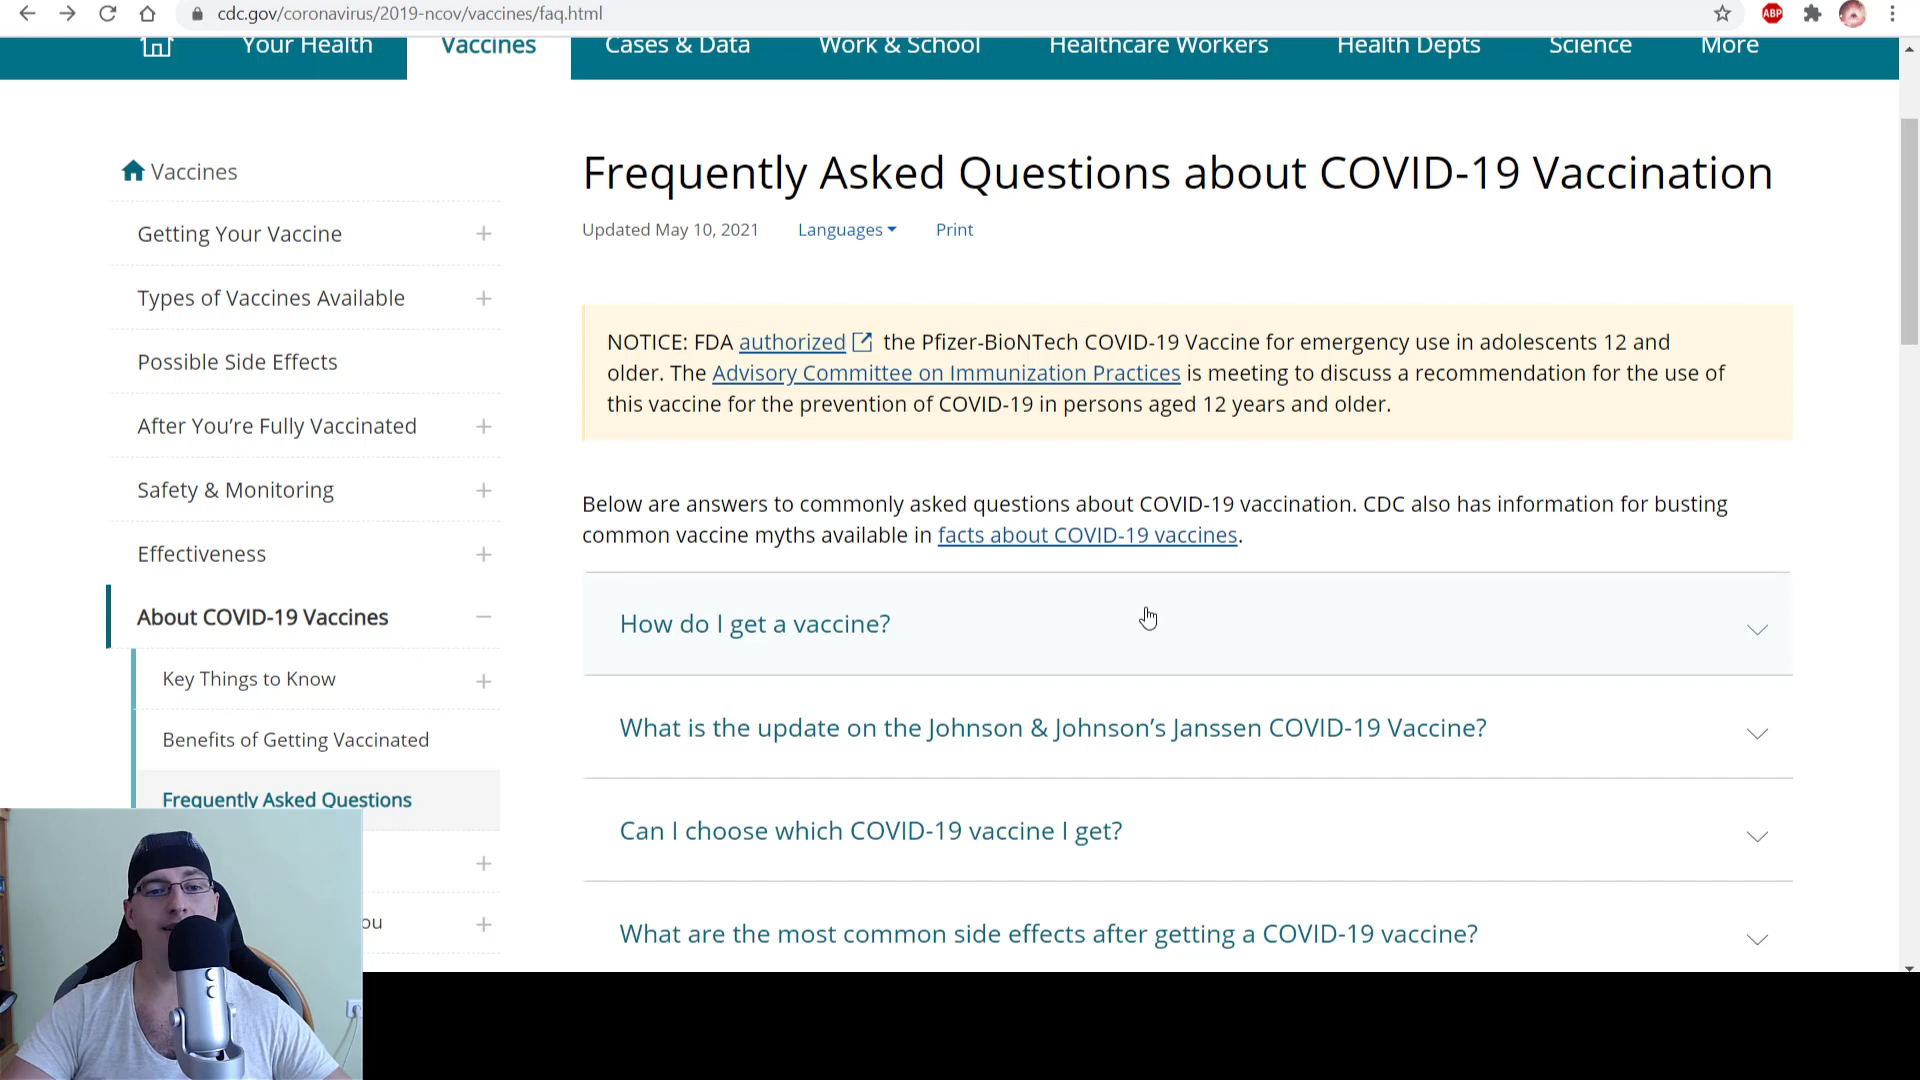 cdc.gov/coronavirus/2019-ncov/vaccines/faq.html
ABP
Your Health
Vaccines
Cases & Data
Work & School
Healthcare Workers
Health Depts
Science
More
Vaccines
Getting Your Vaccine
Types of Vaccines Available
Possible Side Effects
After You're Fully Vaccinated
Safety & Monitoring
Effectiveness
About COVID-19 Vaccines
Key Things to Know
Benefits of Getting Vaccinated
Frequently Asked Questions
ou
Frequently Asked Questions about COVID-19 Vaccination
Updated May 10, 2021
Languages
Print
NOTICE: FDA authorized the Pfizer-BioNTech COVID-19 Vaccine for emergency use in adolescents 12 and
older. The Advisory Committee on Immunization Practices is meeting to discuss a recommendation for the use of
this vaccine for the prevention of COVID-19 in persons aged 12 years and older.
Below are answers to commonly asked questions about COVID-19 vaccination. CDC also has information for busting
common vaccine myths available in facts about COVID-19 vaccines.
How do I get a vaccine?
What is the update on the Johnson & Johnson’s Janssen COVID-19 Vaccine?
Can I choose which COVID-19 vaccine I get?
What are the most common side effects after getting a COVID-19 vaccine?